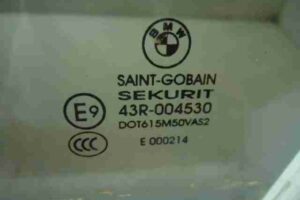 BMW
SAINT-GOBAIN
SEKURIT
E9 43R-004530
DOT615M50VAS2
CCC E 000214